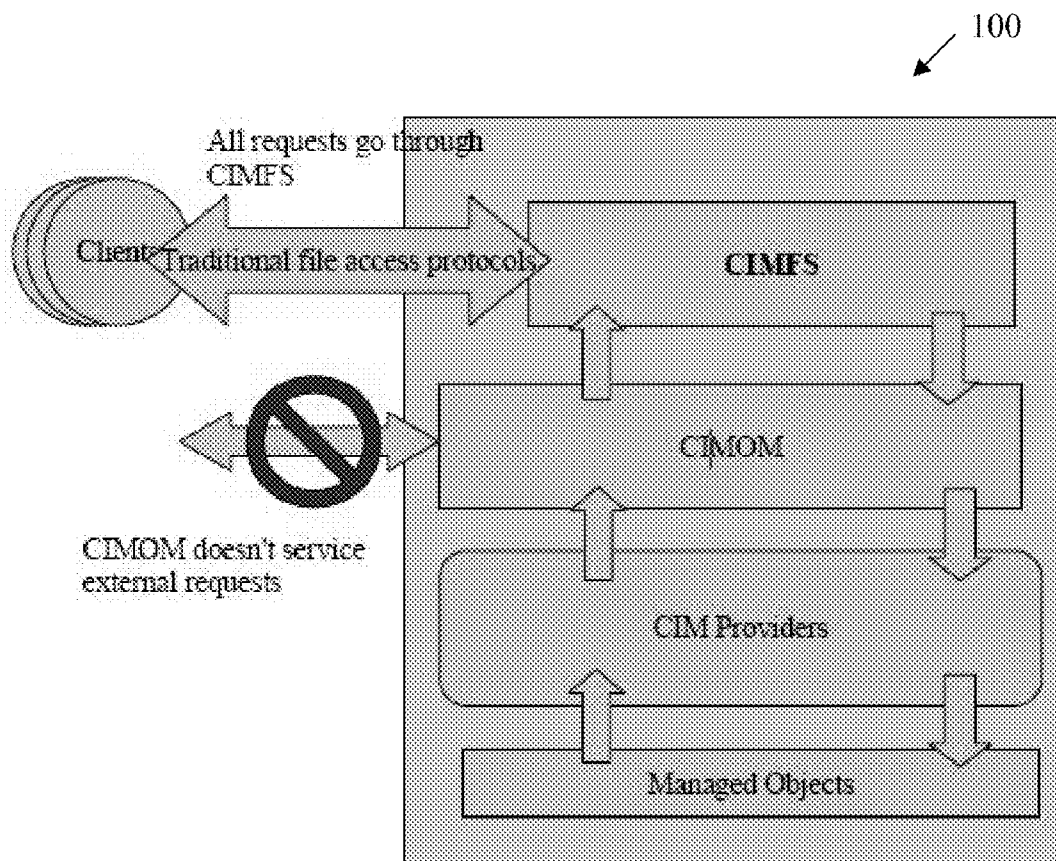 100
All requests go through
CIMFS
Clients
Traditional file access protocols
CIMFS
CIMOM
CIMOM doesn't service
external requests
CIM Providers
Managed Objects